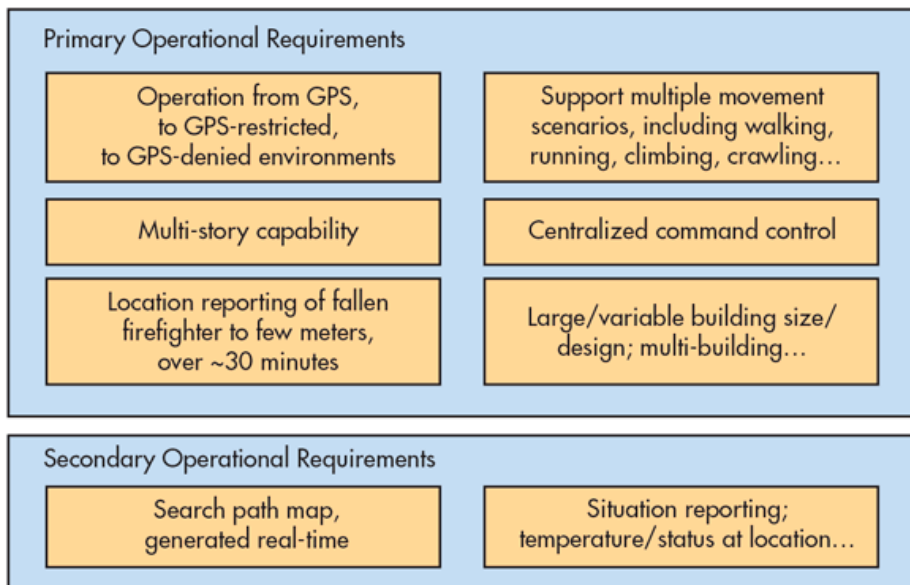 Primary Operational Requirements
Operation from GPS,
to GPS-restricted,
to GPS-denied environments
Support multiple movement
scenarios, including walking,
running, climbing, crawling...
Multi-story capability
Centralized command control
Location reporting of fallen
firefighter to few meters,
over ~30 minutes
Large/variable building size/
design; multi-building...
Secondary Operational Requirements
Search path map,
generated real-time
Situation reporting;
temperature/status at location...